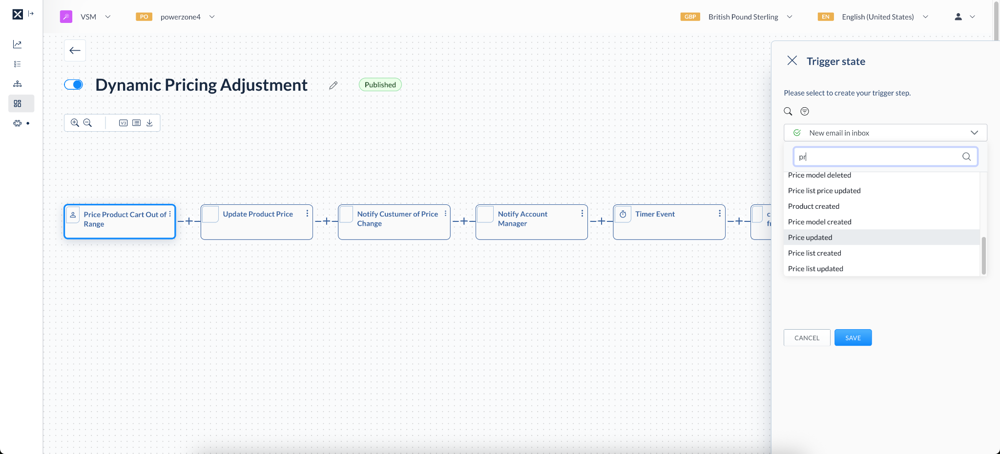 VSM
PO powerzone4
GBP British Pound Sterling
EN English (United States)
Dynamic Pricing Adjustment
Published
V3
Price Product Cart Out of
Range
Update Product Price
Notify Custumer of Price
Change
Notify Account
Manager
Timer Event
Trigger state
Please select to create your trigger step.
New email in inbox
pr
Price model deleted
Price list price updated
Product created
Price model created
Price updated
Price list created
Price list updated
CANCEL
SAVE